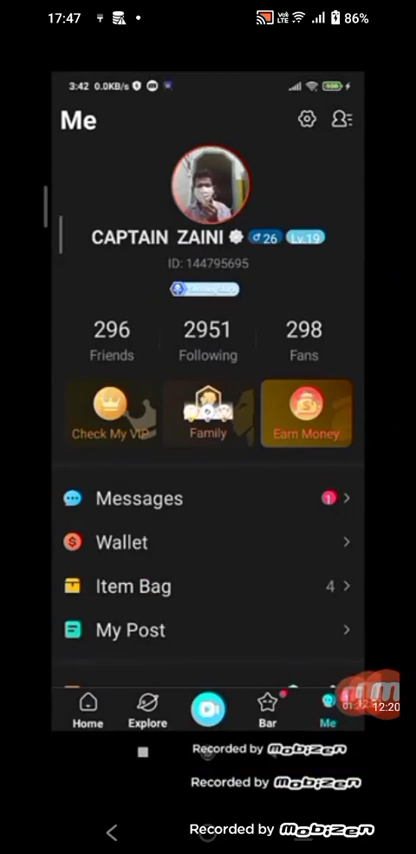 17:47
86%
3:42 0.0KB/s
Me
CAPTAIN ZAINI ♂26 Lv.19
ID: 144795695
296 2951 298
Friends Following Fans
Check My VIP Family Earn Money
Messages 1
Wallet
Item Bag 4
My Post
12:20
Home Explore Bar Me
Recorded by mobizen
Recorded by mobizen
Recorded by mobizen